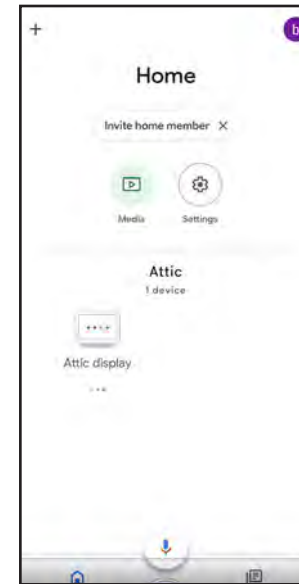 +
b
Home
Invite home member ×
Media Settings
Attic
1 device
Attic display